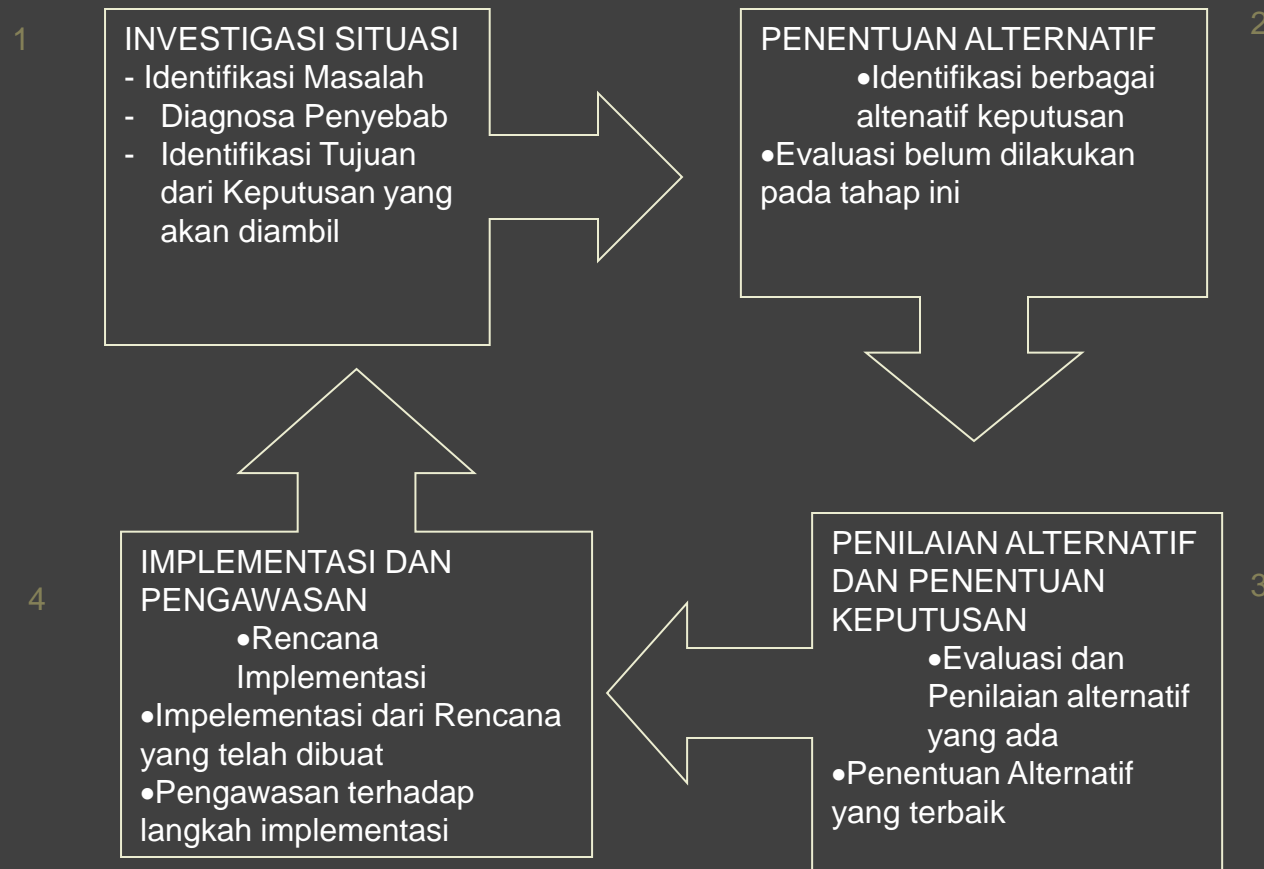 1
INVESTIGASI SITUASI
- Identifikasi Masalah
- Diagnosa Penyebab
- Identifikasi Tujuan
dari Keputusan yang
akan diambil
2
PENENTUAN ALTERNATIF
•Identifikasi berbagai
altenatif keputusan
•Evaluasi belum dilakukan
pada tahap ini
3
PENILAIAN ALTERNATIF
DAN PENENTUAN
KEPUTUSAN
•Evaluasi dan
Penilaian alternatif
yang ada
•Penentuan Alternatif
yang terbaik
4
IMPLEMENTASI DAN
PENGAWASAN
•Rencana
Implementasi
•Impelementasi dari Rencana
yang telah dibuat
•Pengawasan terhadap
langkah implementasi